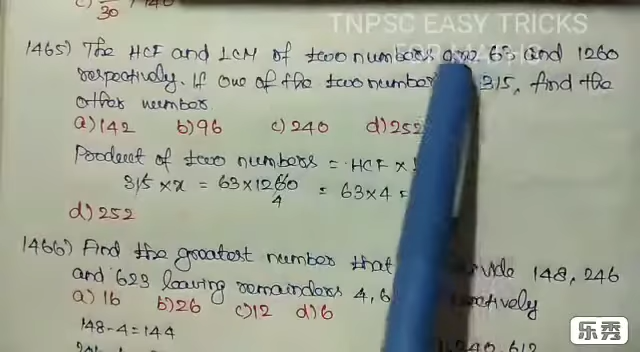 TNPSC EASY TRICKS
1465) The HCF and LCM of two numbers are 63 and 1260
respectively. If one of the two number 315, find the
other number
a) 142 b) 96 c) 240 d) 252
Product of two numbers = HCF ×
315 × x = 63 × 1260 = 63 × 4 =
4
d) 252
1466) Find the greatest number that 148, 246
and 623 leaving remainders 4, 6
a) 16 b) 26 c) 12 d) 6
148-4 = 144
乐秀